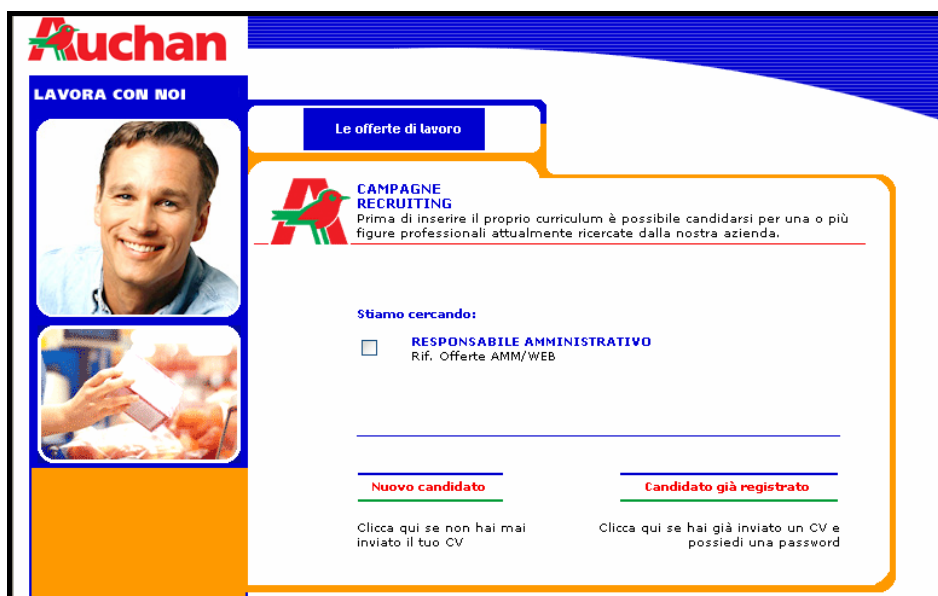 Auchan
LAVORA CON NOI
Le offerte di lavoro
CAMPAGNE
RECRUITING
Prima di inserire il proprio curriculum è possibile candidarsi per una o più
figure professionali attualmente ricercate dalla nostra azienda.
Stiamo cercando:
RESPONSABILE AMMINISTRATIVO
Rif. Offerte AMM/WEB
Nuovo candidato
Clicca qui se non hai mai
inviato il tuo CV
Candidato già registrato
Clicca qui se hai già inviato un CV e
possiedi una password